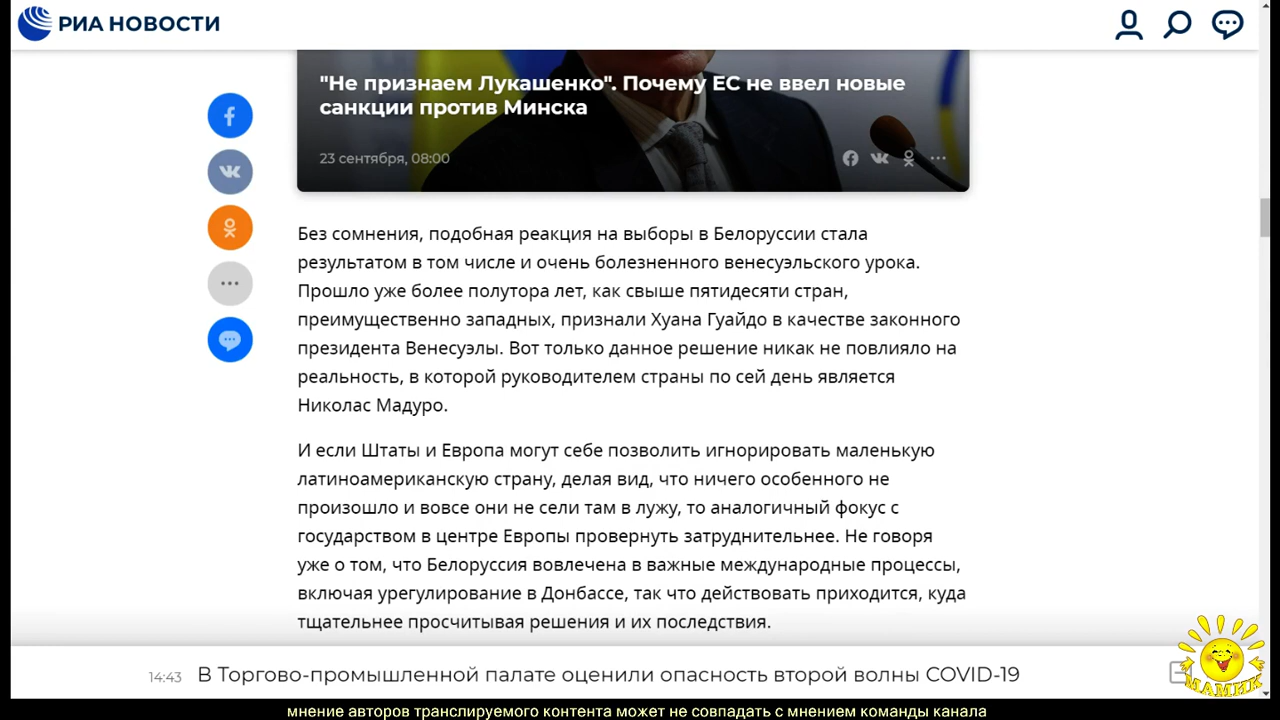 РИА НОВОСТИ
"Не признаем Лукашенко". Почему ЕС не ввел новые
санкции против Минска
23 сентября, 08:00
Без сомнения, подобная реакция на выборы в Белоруссии стала
результатом в том числе и очень болезненного венесуэльского урока.
Прошло уже более полутора лет, как свыше пятидесяти стран,
преимущественно западных, признали Хуана Гуайдо в качестве законного
президента Венесуэлы. Вот только данное решение никак не повлияло на
реальность, в которой руководителем страны по сей день является
Николас Мадуро.
И если Штаты и Европа могут себе позволить игнорировать маленькую
латиноамериканскую страну, делая вид, что ничего особенного не
произошло и вовсе они не сели там в лужу, то аналогичный фокус с
государством в центре Европы провернуть затруднительнее. Не говоря
уже о том, что Белоруссия вовлечена в важные международные процессы,
включая урегулирование в Донбассе, так что действовать приходится, куда
тщательнее просчитывая решения и их последствия.
14:43 В Торгово-промышленной палате оценили опасность второй волны COVID-19
МАМИК
мнение авторов транслируемого контента может не совпадать с мнением команды канала